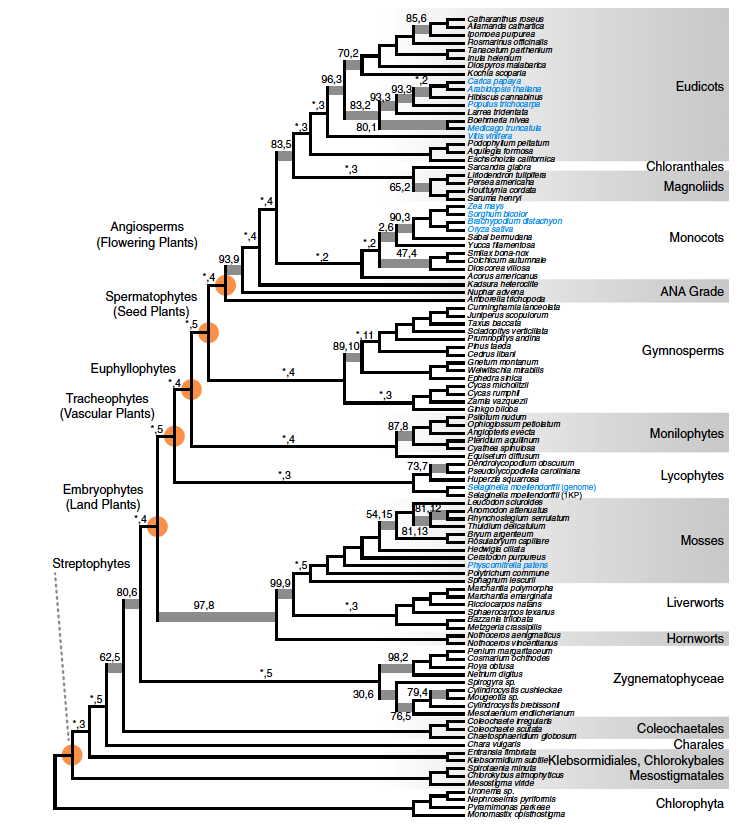 85,6
Catharanthus roseus
Allamanda cathartica
Ipomoea purpurea
Rosmarinus officinalis
Tanacetum parthenium
Inula helenium
70,2
Diospyros malabarica
Kochia scoparia
96,3
*,2
Carica papaya
93,3
Arabidopsis thaliana
93,3
Hibiscus cannabinus
Eudicots
*,3
83,2
Populus trichocarpa
Larrea tridentata
80,1
Boehmeria nivea
Medicago truncatula
*,3
Vitis vinifera
83,5
Podophyllum peltatum
Aquilegia formosa
Eschscholzia californica
*,3
Sarcandra glabra
Chloranthales
65,2
Liriodendron tulipifera
Persea americana
Magnoliids
Houttuynia cordata
Saruma henryi
*,4
Zea mays
90,3
Sorghum bicolor
Brachypodium distachyon
2,6
Oryza sativa
Monocots
Angiosperms
(Flowering Plants)
*,4
*,2
Sabal bermudana
Yucca filamentosa
*,2
47,4
Smilax bona-nox
Colchicum autumnale
Dioscorea villosa
93,9
Acorus americanus
*,4
Kadsura heteroclite
ANA Grade
Nuphar advena
Amborella trichopoda
Spermatophytes
(Seed Plants)
Cunninghamia lanceolata
Juniperus scopulorum
*,5
Taxus baccata
Sciadopitys verticillata
*,11
Prumnopitys andina
89,10
Pinus taeda
Gymnosperms
Cedrus libani
Gnetum montanum
Euphyllophytes
*,4
Welwitschia mirabilis
Ephedra sinica
*,4
Cycas micholitzii
*,3
Cycas rumphii
Zamia vazquezii
Ginkgo biloba
Tracheophytes
(Vascular Plants)
Psilotum nudum
87,8
Ophioglossum petiolatum
*,5
Angiopteris evecta
Monilophytes
*,4
Pteridium aquilinum
Cyathea spinulosa
Equisetum diffusum
73,7
Dendrolycopodium obscurum
Pseudolycopodiella caroliniana
*,3
Huperzia squarrosa
Lycophytes
Selaginella moellendorffii (genome)
Selaginella moellendorffii (1KP)
Embryophytes
(Land Plants)
Leucodon sciuroides
81,12
Anomodon attenuatus
*,4
54,15
Rhynchostegium serrulatum
Thuidium delicatulum
81,13
Bryum argenteum
Rosulabryum capillare
Mosses
Hedwigia ciliata
Ceratodon purpureus
Streptophytes
*,5
Physcomitrella patens
Polytrichum commune
Sphagnum lescurii
99,9
Marchantia polymorpha
80,6
Marchantia emarginata
97,8
*,3
Ricciocarpos natans
Liverworts
Sphaerocarpos texanus
Bazzania trilobata
Metzgeria crassipilis
Nothoceros aenigmaticus
Hornworts
Nothoceros vincentianus
Penium margaritaceum
62,5
98,2
Cosmarium ochthodes
Roya obtusa
*,5
Netrium digitus
Zygnematophyceae
Spirogyra sp.
30,6
79,4
Cylindrocystis cushleckae
*,5
Mougeotia sp.
Cylindrocystis brebissonii
76,5
Mesotaenium endlicherianum
*,3
Coleochaete irregularis
Coleochaete scutata
Coleochaetales
Chaetosphaeridium globosum
Chara vulgaris
Charales
Entransia fimbriata
Klebsormidium subtile
Klebsormidiales, Chlorokybales
Spirotaenia minuta
Chlorokybus atmophyticus
Mesostigmatales
Mesostigma viride
Uronema sp.
Nephroselmis pyriformis
Chlorophyta
Pyramimonas parkeae
Monomastix opisthostigma